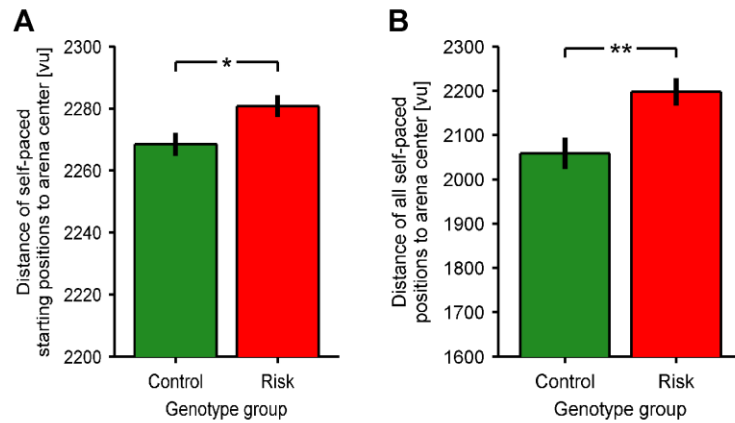 A
Distance of self-paced
starting positions to arena center [vu]
2300
2280
2260
2240
2220
2200
*
Control Risk
Genotype group
B
Distance of all self-paced
positions to arena center [vu]
2300
2200
2100
2000
1900
1800
1700
1600
**
Control Risk
Genotype group